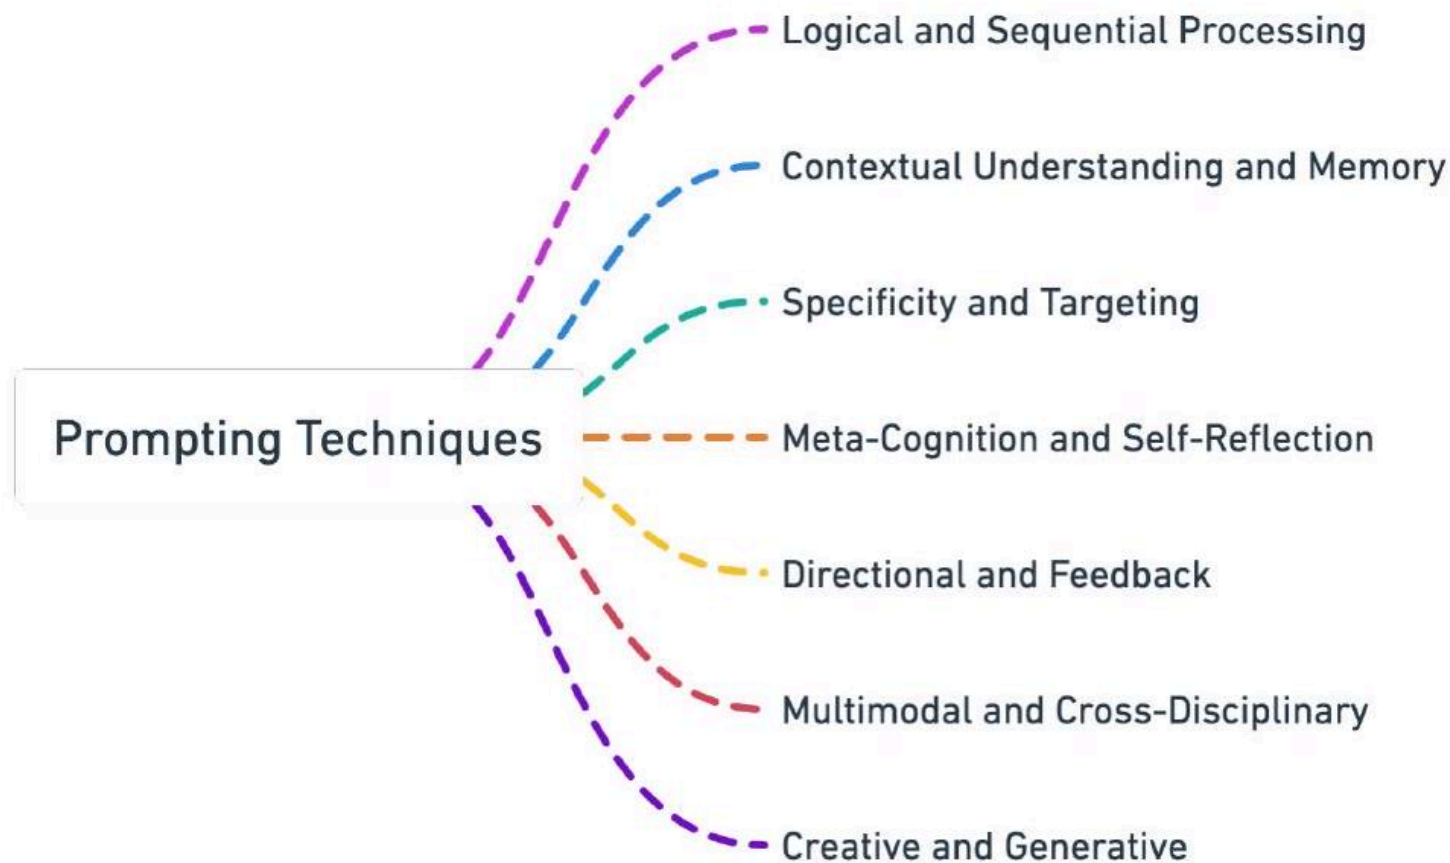 Logical and Sequential Processing
Contextual Understanding and Memory
Specificity and Targeting
Prompting Techniques
Meta-Cognition and Self-Reflection
Directional and Feedback
Multimodal and Cross-Disciplinary
Creative and Generative